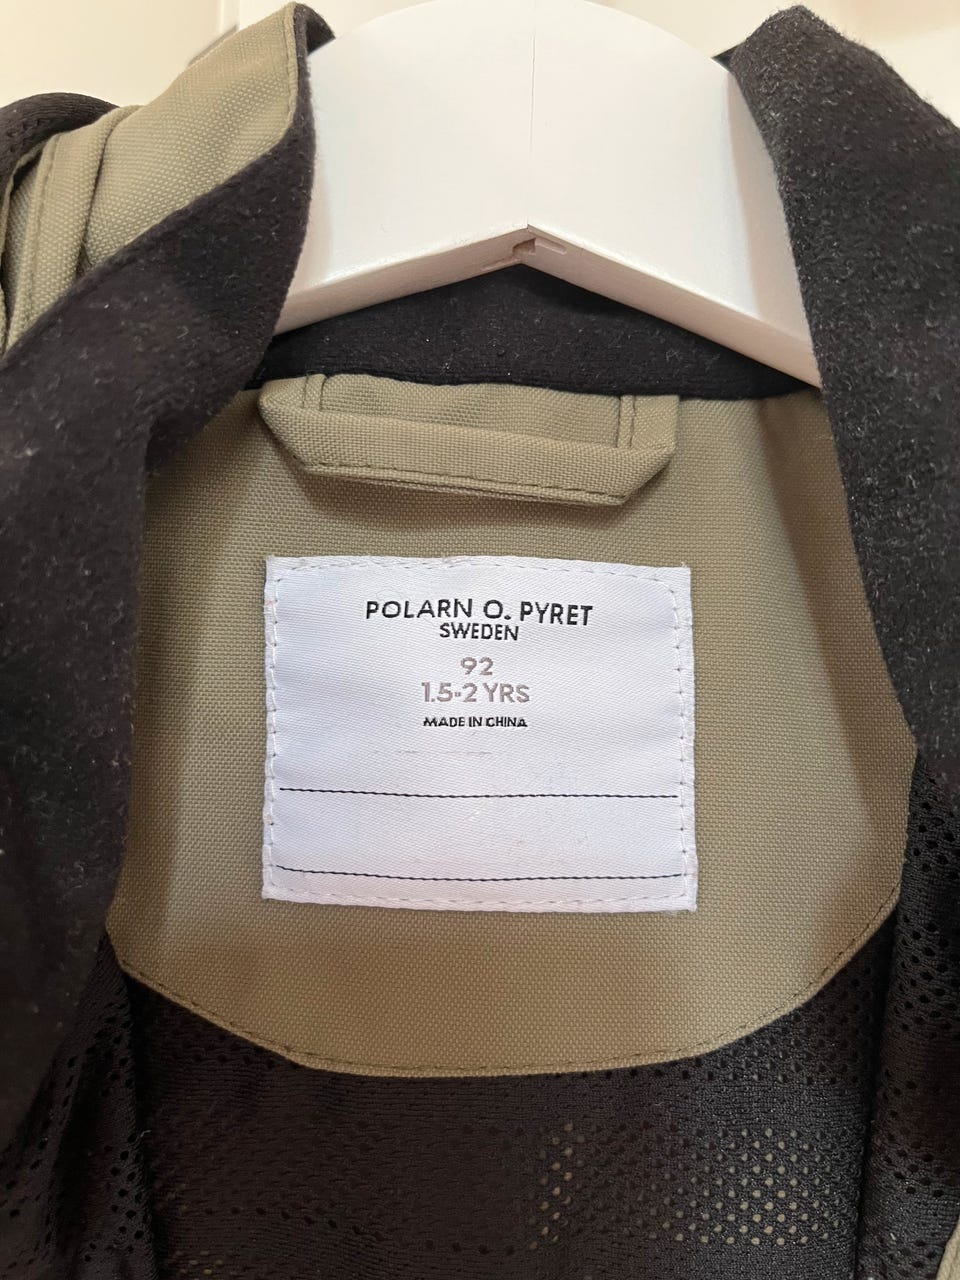 POLARN O. PYRET
SWEDEN
92
1.5-2 YRS
MADE IN CHINA